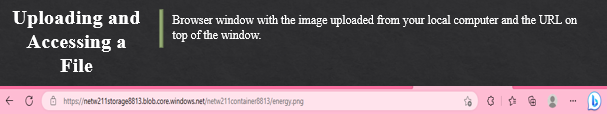 Uploading and
Accessing a
File
Browser window with the image uploaded from your local computer and the URL on
top of the window.
https://netw211storage8813.blob.core.windows.net/netw211container8813/energy.png